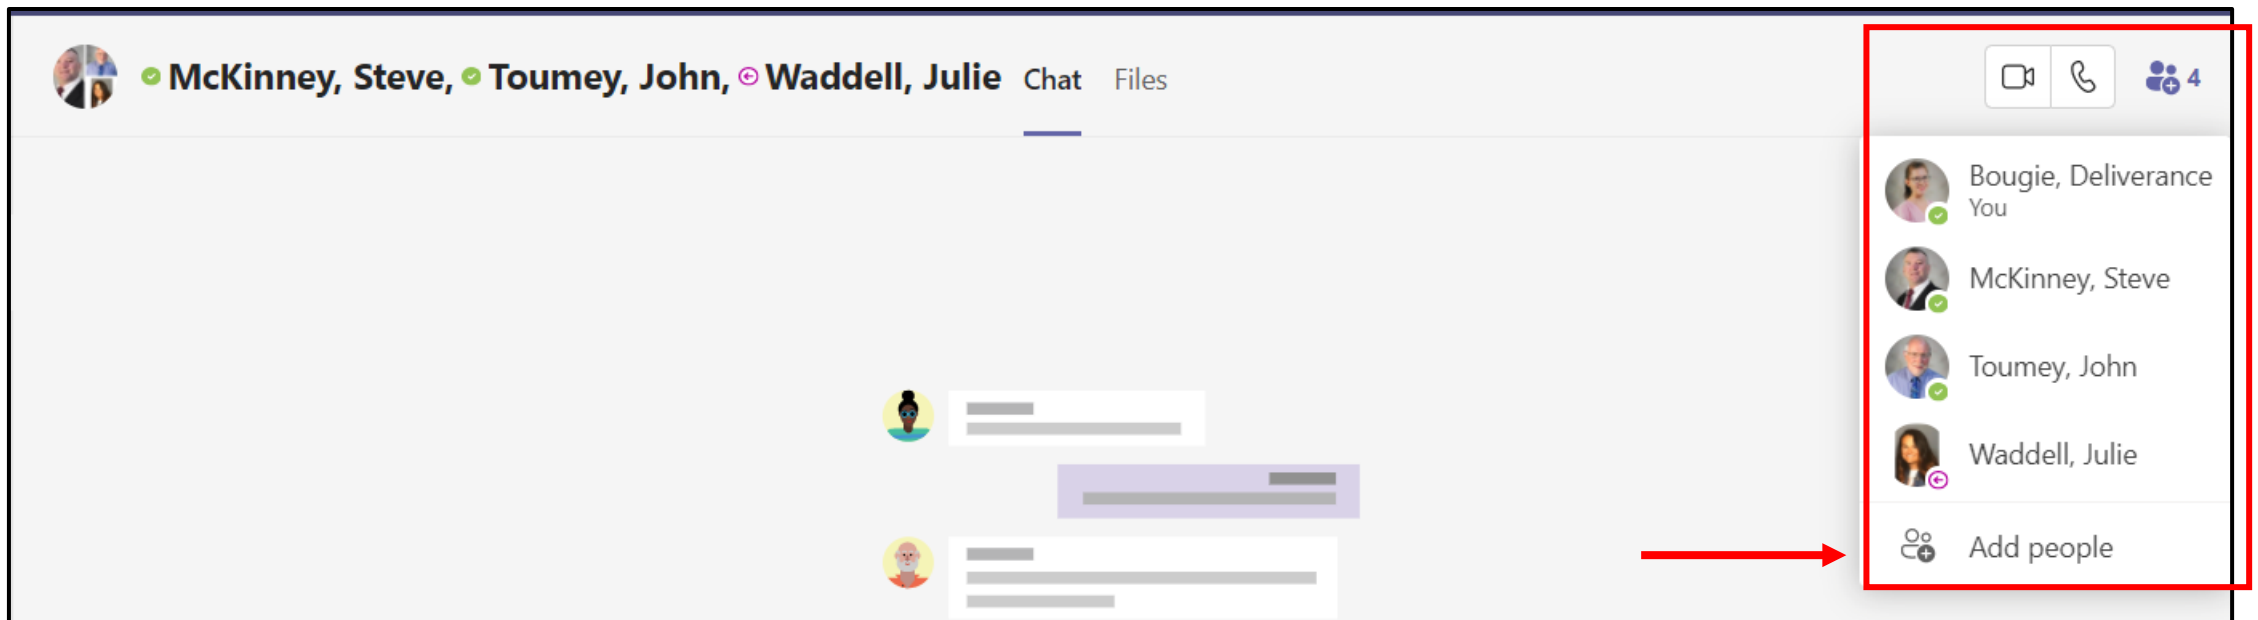 McKinney, Steve, Toumey, John, Waddell, Julie Chat Files 4
Bougie, Deliverance
You
McKinney, Steve
Toumey, John
Waddell, Julie
Add people